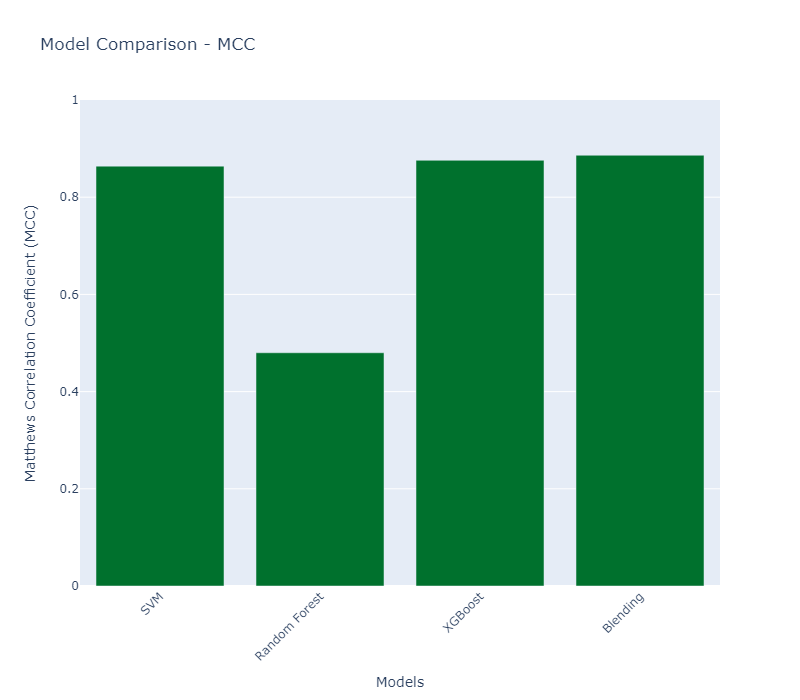 Model Comparison - MCC
Matthews Correlation Coefficient (MCC)
1
0.8
0.6
0.4
0.2
0
SVM
Random Forest
XGBoost
Blending
Models